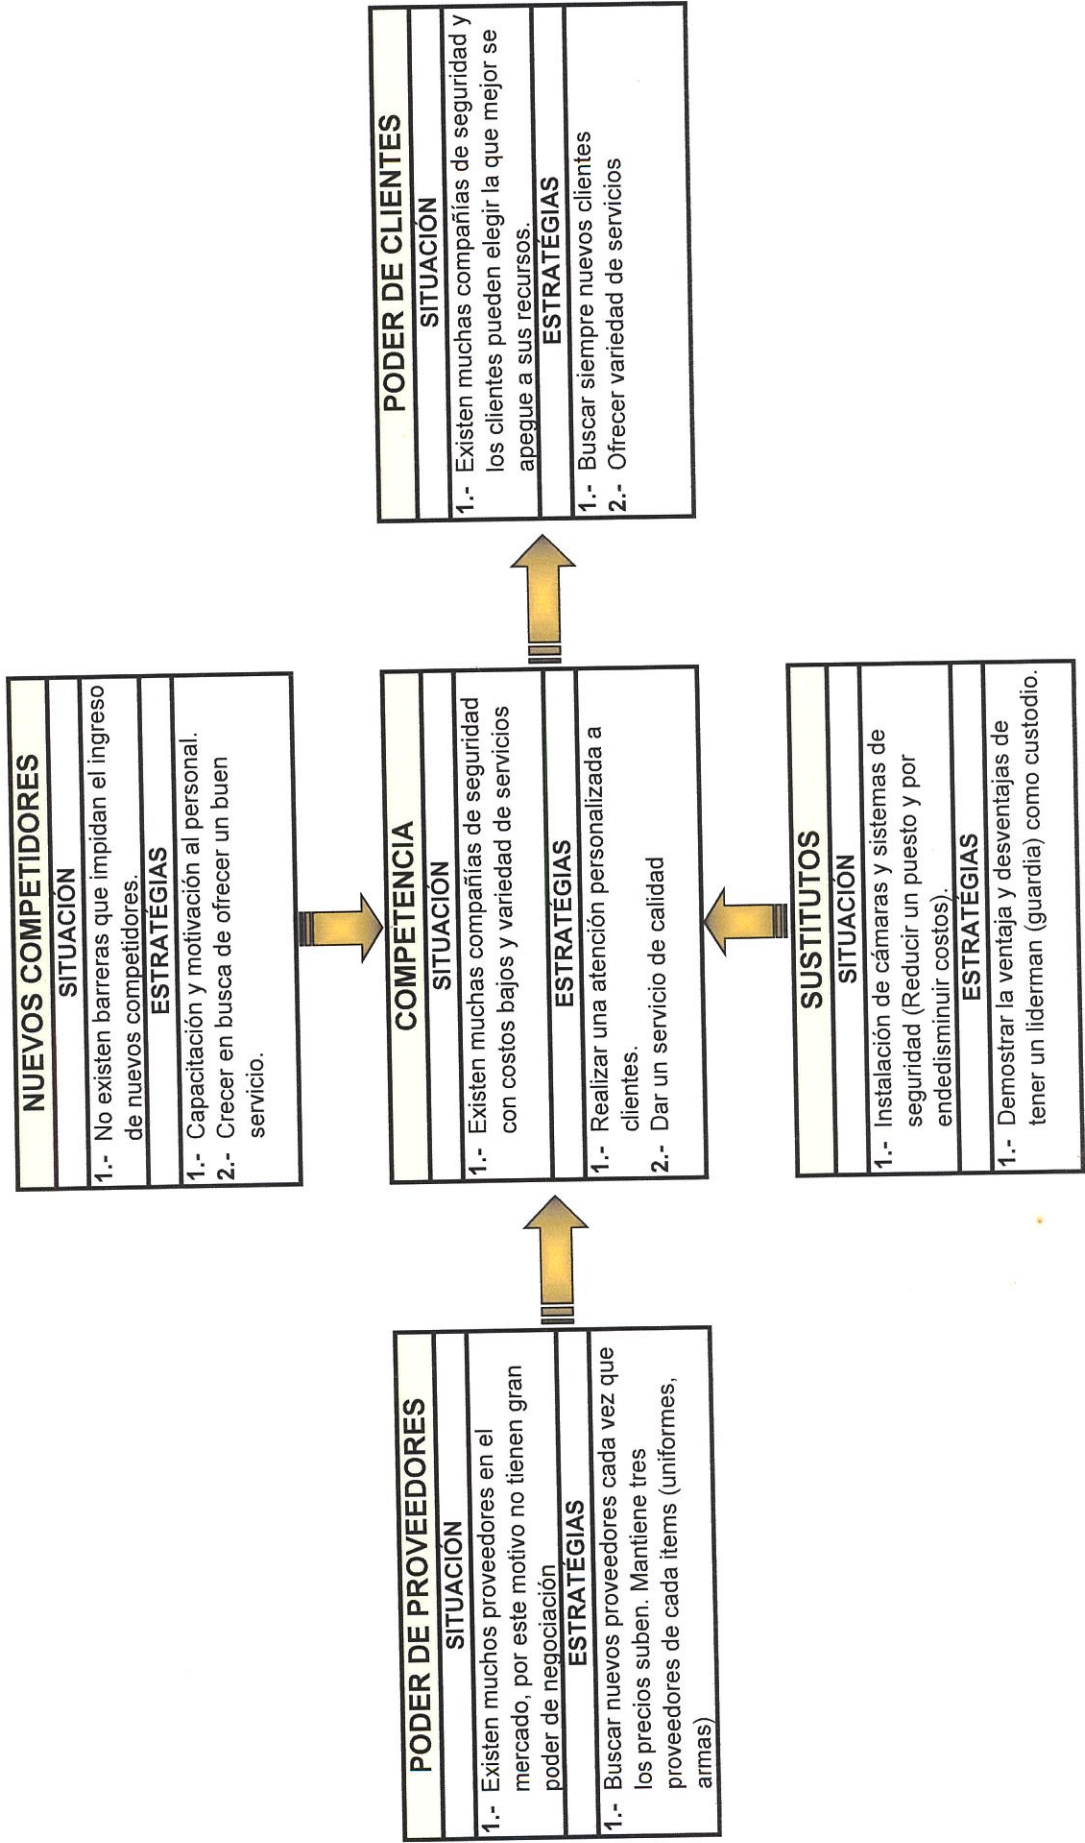 NUEVOS COMPETIDORES
SITUACIÓN
1.- No existen barreras que impidan el ingreso
de nuevos competidores.
ESTRATÉGIAS
1.- Capacitación y motivación al personal.
2.- Crecer en busca de ofrecer un buen
servicio.
PODER DE PROVEEDORES
SITUACIÓN
1.- Existen muchos proveedores en el
mercado, por este motivo no tienen gran
poder de negociación
ESTRATÉGIAS
1.- Buscar nuevos proveedores cada vez que
los precios suben. Mantiene tres
proveedores de cada items (uniformes,
armas)
COMPETENCIA
SITUACIÓN
1.- Existen muchas compañías de seguridad
con costos bajos y variedad de servicios
ESTRATÉGIAS
1.- Realizar una atención personalizada a
clientes.
2.- Dar un servicio de calidad
PODER DE CLIENTES
SITUACIÓN
1.- Existen muchas compañías de seguridad y
los clientes pueden elegir la que mejor se
apegue a sus recursos.
ESTRATÉGIAS
1.- Buscar siempre nuevos clientes
2.- Ofrecer variedad de servicios
SUSTITUTOS
SITUACIÓN
1.- Instalación de cámaras y sistemas de
seguridad (Reducir un puesto y por
endedisminuir costos).
ESTRATÉGIAS
1.- Demostrar la ventaja y desventajas de
tener un liderman (guardia) como custodio.